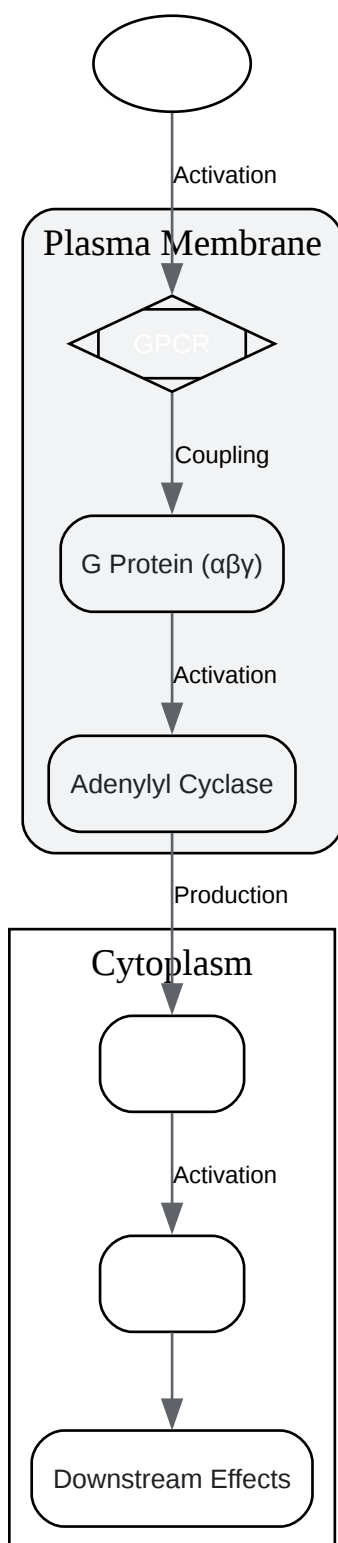 Activation
Plasma Membrane
GPCR
Coupling
G Protein (αβγ)
Activation
Adenylyl Cyclase
Production
Cytoplasm
Activation
Downstream Effects